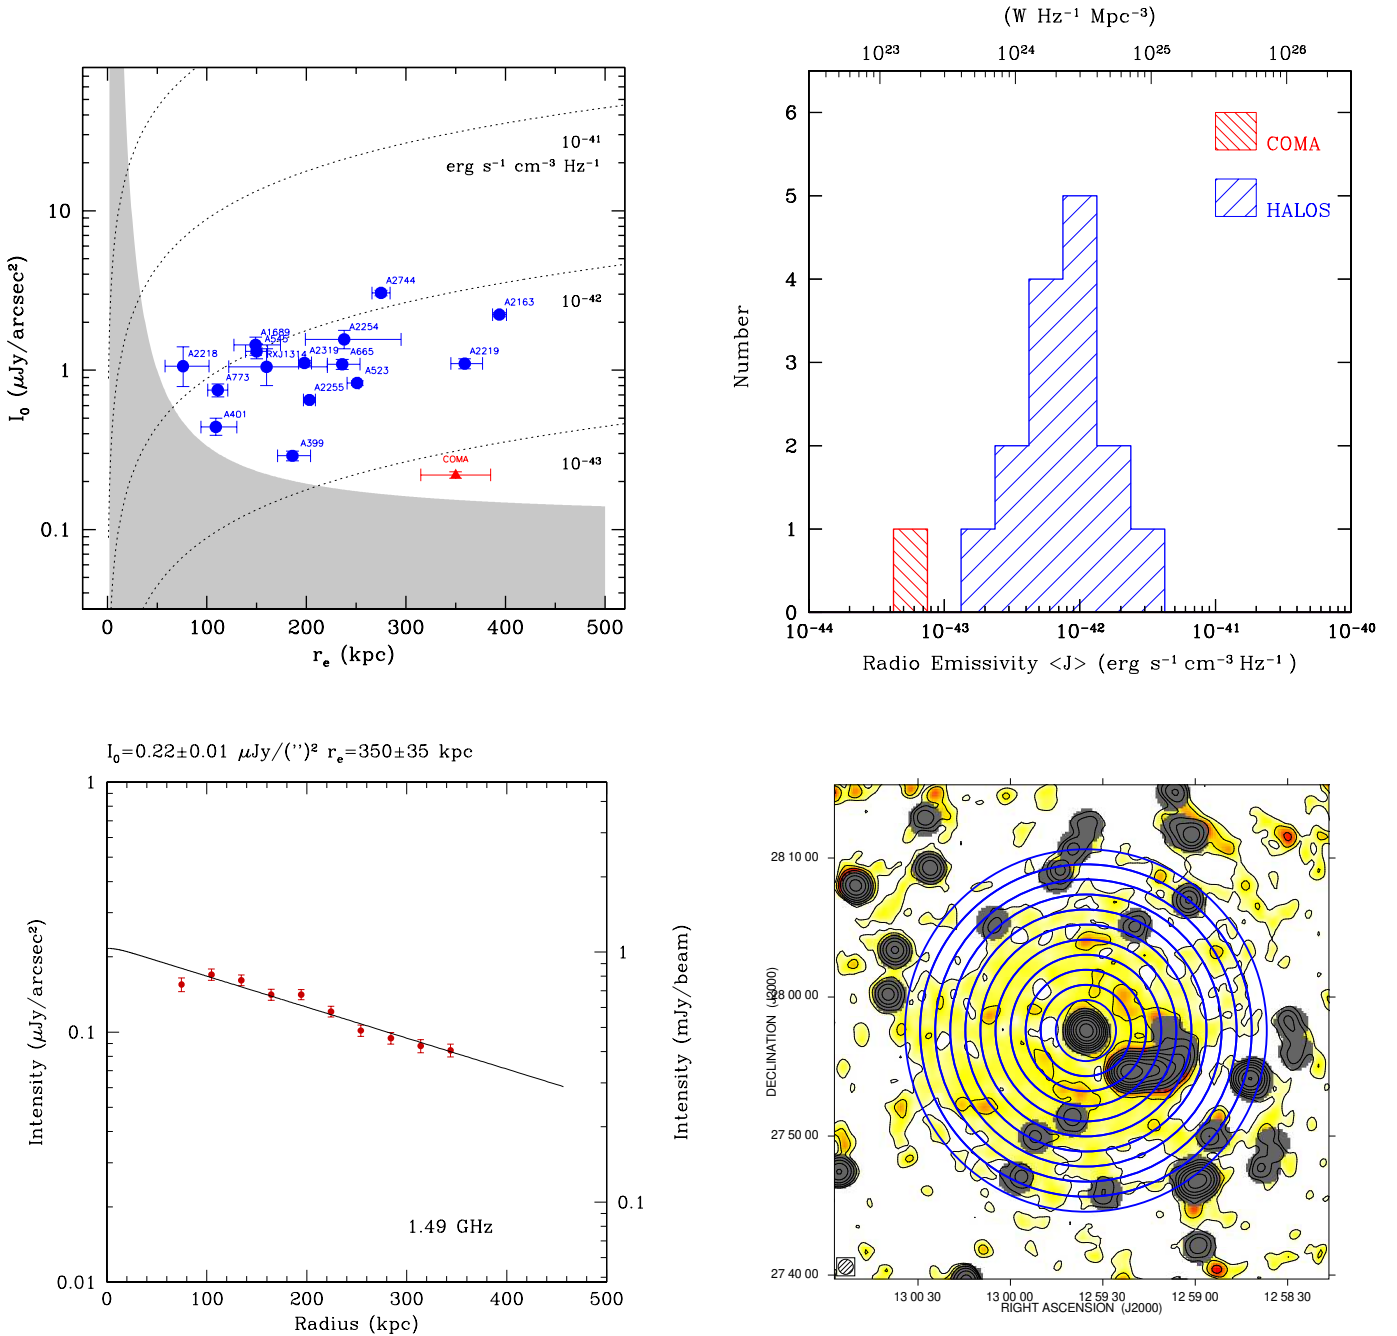 10⁻⁴¹
erg s⁻¹ cm⁻³ Hz⁻¹
10
A2744
10⁻⁴²
A2163
A1689
A545
A2254
A2218
RXJ1314
A2319
A665
A2219
1
A773
A523
A2255
A401
A399
COMA
10⁻⁴³
0.1
I₀ (μJy/arcsec²)
0 100 200 300 400 500
rₑ (kpc)
(W Hz⁻¹ Mpc⁻³)
10²³ 10²⁴ 10²⁵ 10²⁶
6
COMA
5
HALOS
4
3
2
1
0
Number
10⁻⁴⁴ 10⁻⁴³ 10⁻⁴² 10⁻⁴¹ 10⁻⁴⁰
Radio Emissivity <J> (erg s⁻¹ cm⁻³ Hz⁻¹)
I₀=0.22±0.01 μJy/('')² rₑ=350±35 kpc
1
0.1
0.01
Intensity (μJy/arcsec²)
1
0.1
Intensity (mJy/beam)
1.49 GHz
0 100 200 300 400 500
Radius (kpc)
28 10 00
28 00 00
27 50 00
27 40 00
DECLINATION (J2000)
13 00 30 13 00 00 12 59 30 12 59 00 12 58 30
RIGHT ASCENSION (J2000)